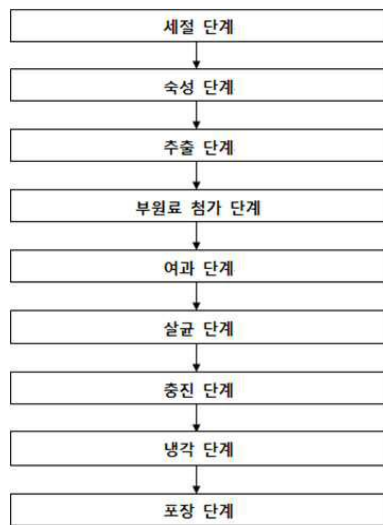 세절 단계
숙성 단계
추출 단계
부원료 첨가 단계
여과 단계
살균 단계
충진 단계
냉각 단계
포장 단계